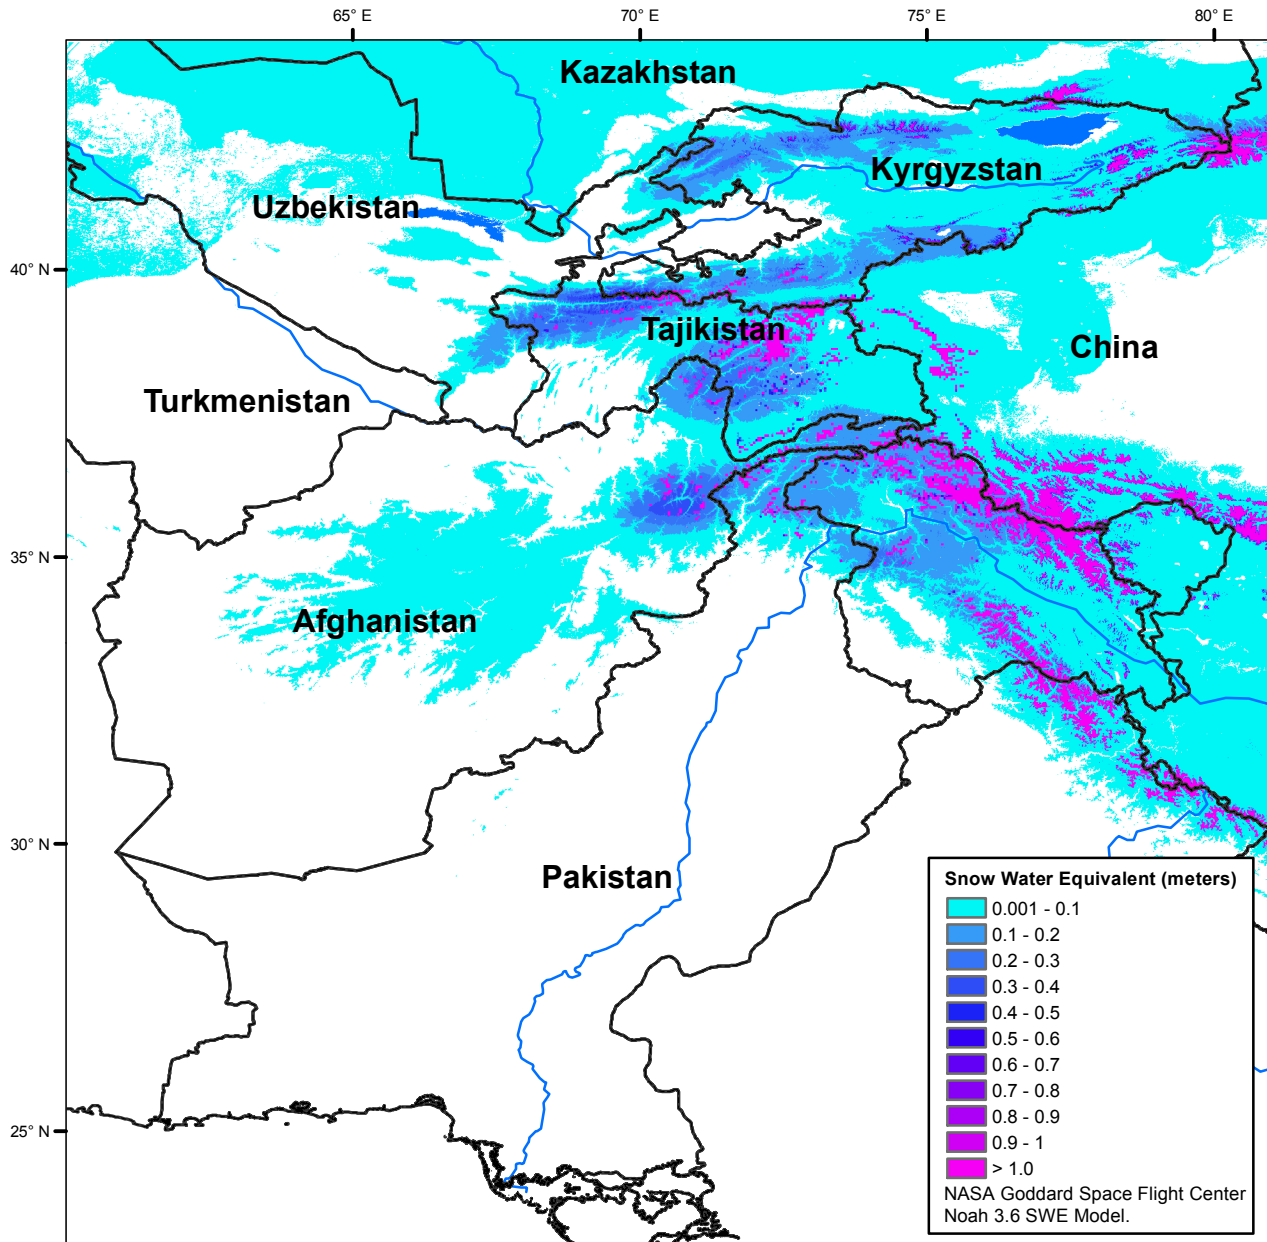 65° E
70° E
75° E
80° E
Kazakhstan
Kyrgyzstan
Uzbekistan
40° N
Tajikistan
China
Turkmenistan
35° N
Afghanistan
30° N
Pakistan
Snow Water Equivalent (meters)
0.001 - 0.1
0.1 - 0.2
0.2 - 0.3
0.3 - 0.4
0.4 - 0.5
0.5 - 0.6
0.6 - 0.7
0.7 - 0.8
0.8 - 0.9
0.9 - 1
> 1.0
25° N
NASA Goddard Space Flight Center
Noah 3.6 SWE Model.